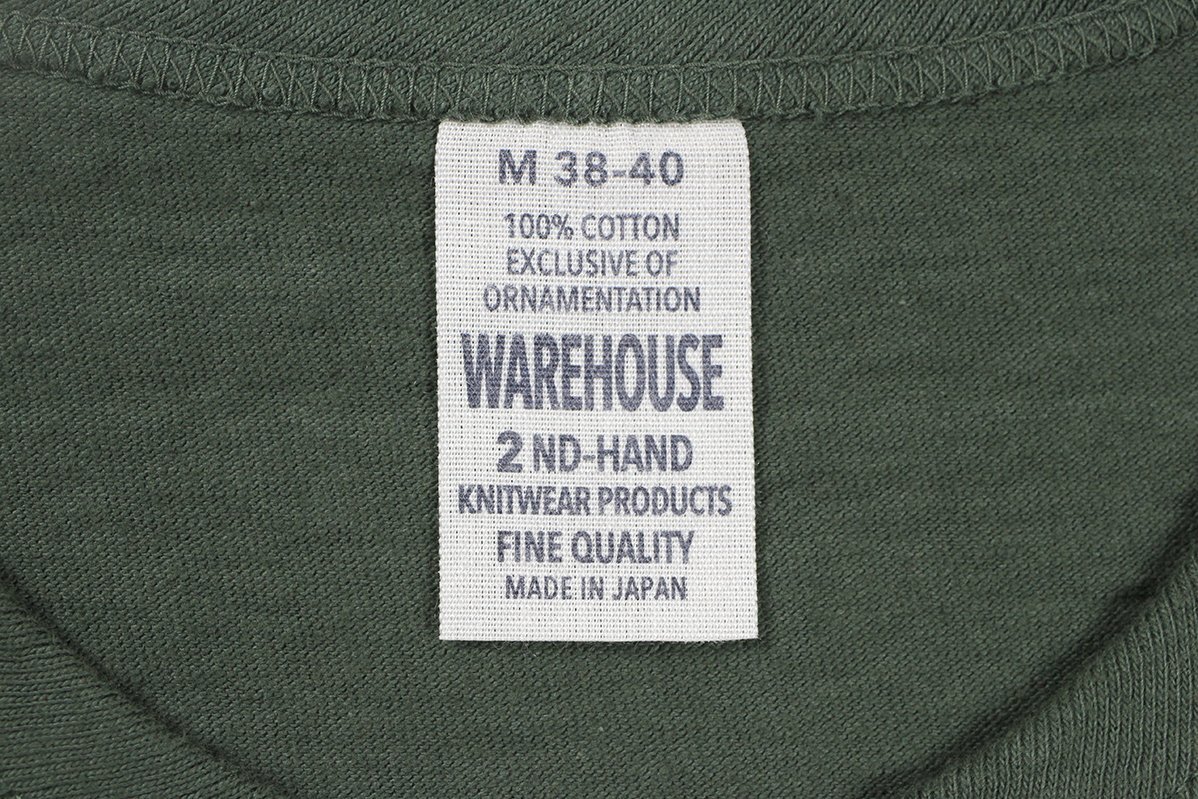 M 38-40
100% COTTON
EXCLUSIVE OF
ORNAMENTATION
WAREHOUSE
2 ND-HAND
KNITWEAR PRODUCTS
FINE QUALITY
MADE IN JAPAN